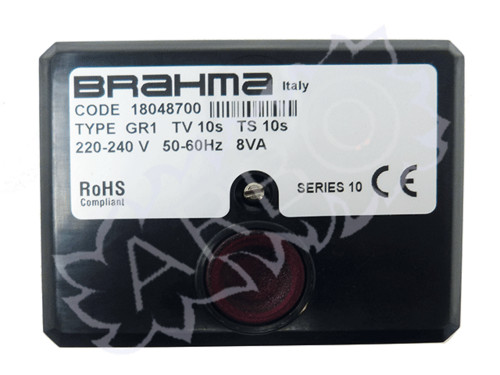 BRAHMA Italy
CODE 18048700
TYPE GR1 TV 10s TS 10s
220-240 V 50-60Hz 8VA
RoHS
Compliant
SERIES 10 CE